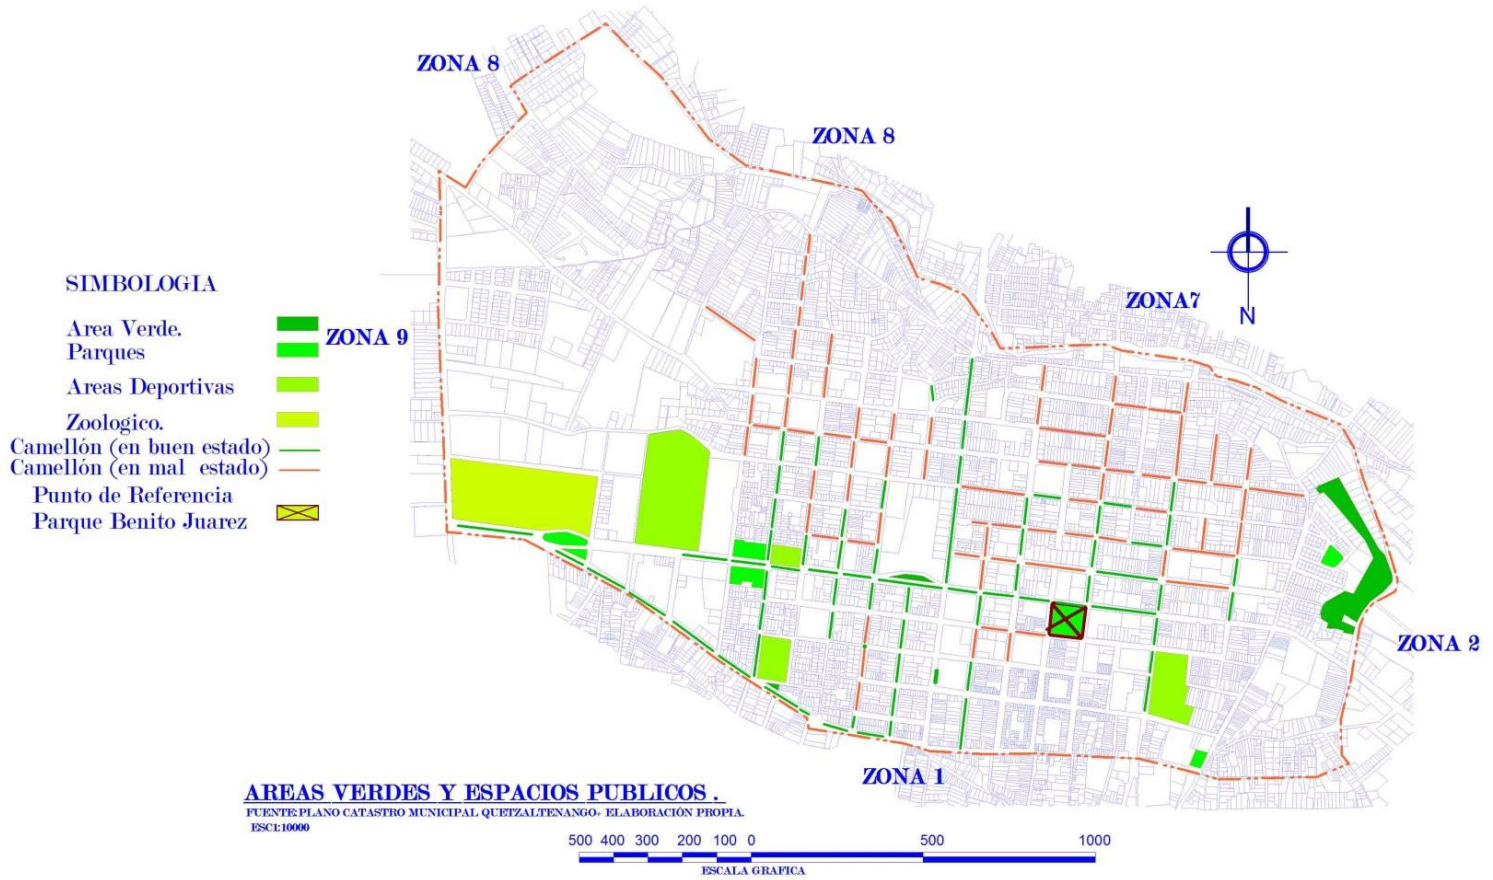 ZONA 8
ZONA 8
ZONA7
N
SIMBOLOGIA
Area Verde.
ZONA 9
Parques
Areas Deportivas
Zoologico.
Camellón (en buen estado)
Camellón (en mal estado)
Punto de Referencia
Parque Benito Juarez
ZONA 2
ZONA 1
AREAS VERDES Y ESPACIOS PUBLICOS .
FUENTE:PLANO CATASTRO MUNICIPAL QUETZALTENANGO+ ELABORACIÓN PROPIA.
ESC1:10000
500 400 300 200 100 0 500 1000
ESCALA GRAFICA